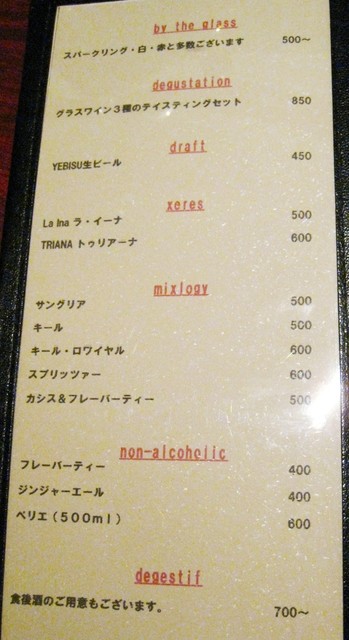 by the glass
スパークリング・白・赤と多数ございます 500～
degustation
グラスワイン３種のテイスティングセット 850
draft
YEBISU生ビール 450
xeres
La Ina ラ・イーナ 500
TRIANA トゥリアーナ 600
mixlogy
サングリア 500
キール 500
キール・ロワイヤル 600
スプリッツァー 600
カシス＆フレーバーティー 500
non-alcoholic
フレーバーティー 400
ジンジャーエール 400
ペリエ（５００ｍｌ） 600
degestif
食後酒のご用意もございます。 700～